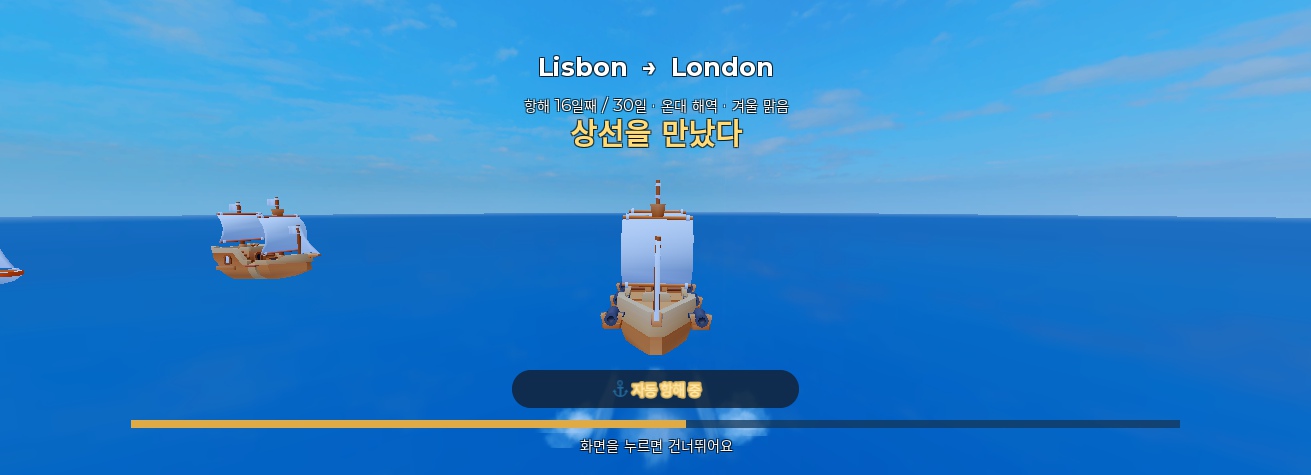 Lisbon → London
항해 16일째 / 30일 · 온대 해역 · 겨울 맑음
상선을 만났다
⚓ 자동 항해 중
화면을 누르면 건너뛰어요